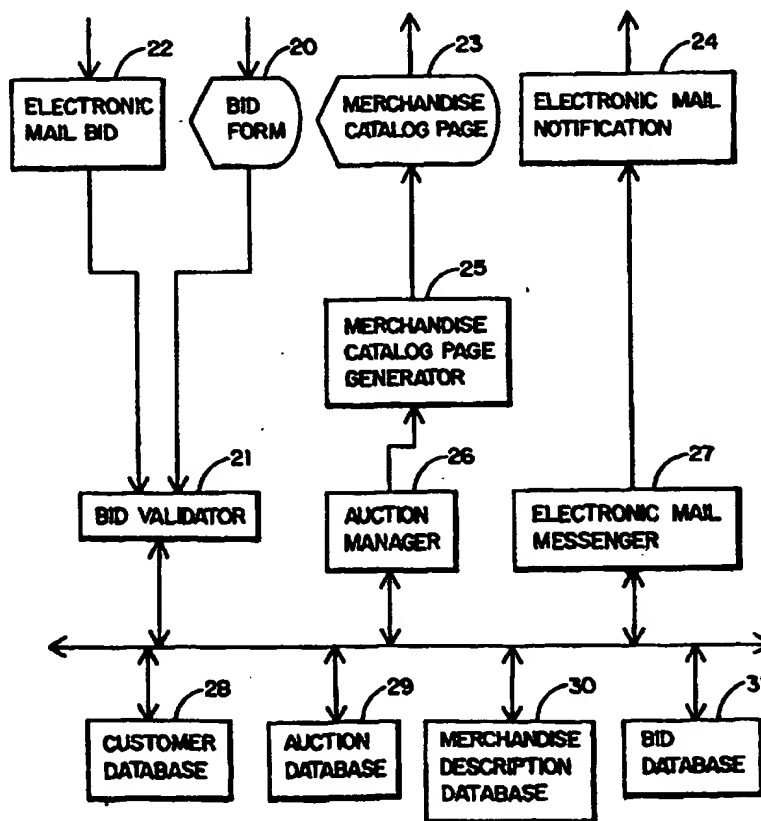 22
20
23
24
ELECTRONIC
MAIL BID
BID
FORM
MERCHANDISE
CATALOG PAGE
ELECTRONIC MAIL
NOTIFICATION
25
MERCHANDISE
CATALOG PAGE
GENERATOR
21
26
27
BID VALIDATOR
AUCTION
MANAGER
ELECTRONIC MAIL
MESSENGER
28
29
30
CUSTOMER
DATABASE
AUCTION
DATABASE
MERCHANDISE
DESCRIPTION
DATABASE
BID
DATABASE